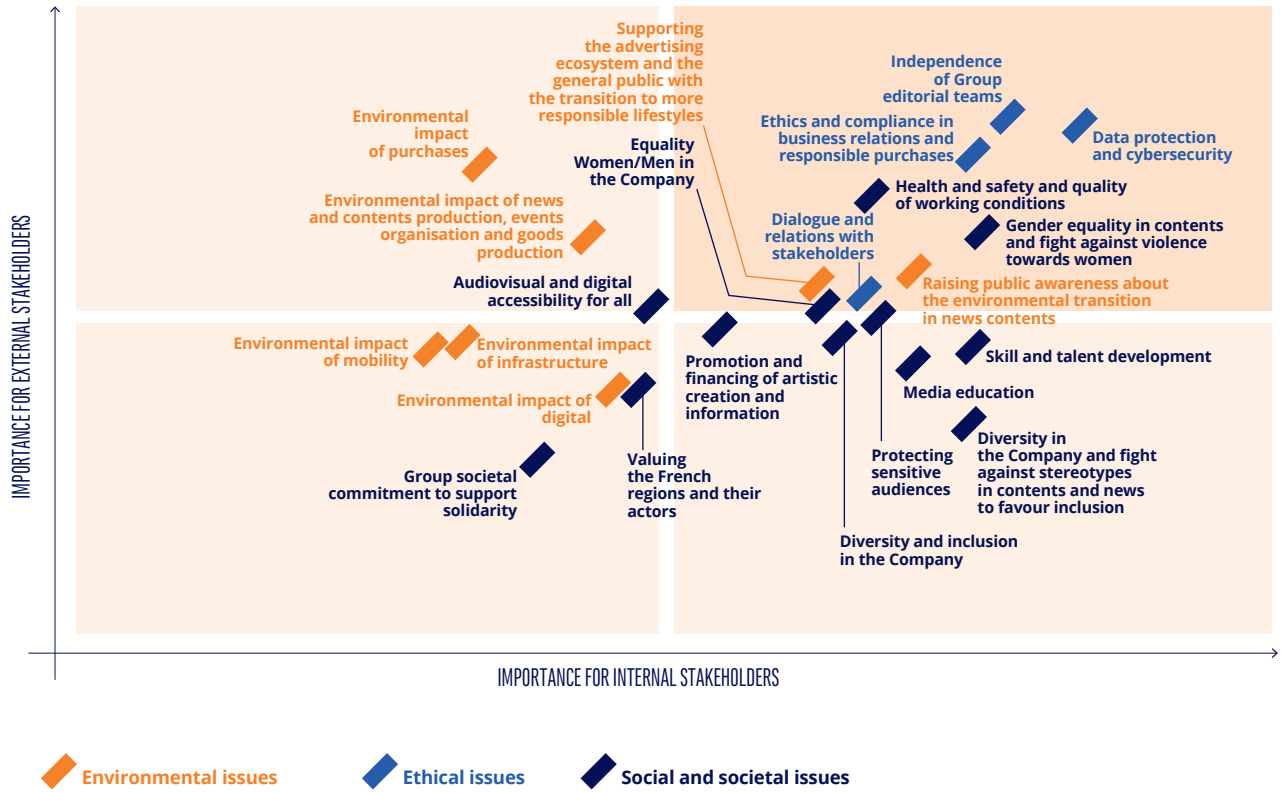 Supporting
the advertising
ecosystem and the
general public with
the transition to more
responsible lifestyles
Independence
of Group
editorial teams
Environmental
impact
of purchases
Ethics and compliance in
business relations and
responsible purchases
Data protection
and cybersecurity
Equality
Women/Men in
the Company
Health and safety and quality
of working conditions
Environmental impact of news
and contents production, events
organisation and goods
production
Dialogue and
relations with
stakeholders
Gender equality in contents
and fight against violence
towards women
Audiovisual and digital
accessibility for all
Raising public awareness about
the environmental transition
in news contents
Environmental impact
of mobility
Environmental impact
of infrastructure
Promotion and
financing of artistic
creation and
information
Skill and talent development
Media education
Environmental impact of
digital
Group societal
commitment to support
solidarity
Valuing
the French
regions and their
actors
Protecting
sensitive
audiences
Diversity in
the Company and fight
against stereotypes
in contents and news
to favour inclusion
Diversity and inclusion
in the Company
IMPORTANCE FOR EXTERNAL STAKEHOLDERS
IMPORTANCE FOR INTERNAL STAKEHOLDERS
Environmental issues
Ethical issues
Social and societal issues